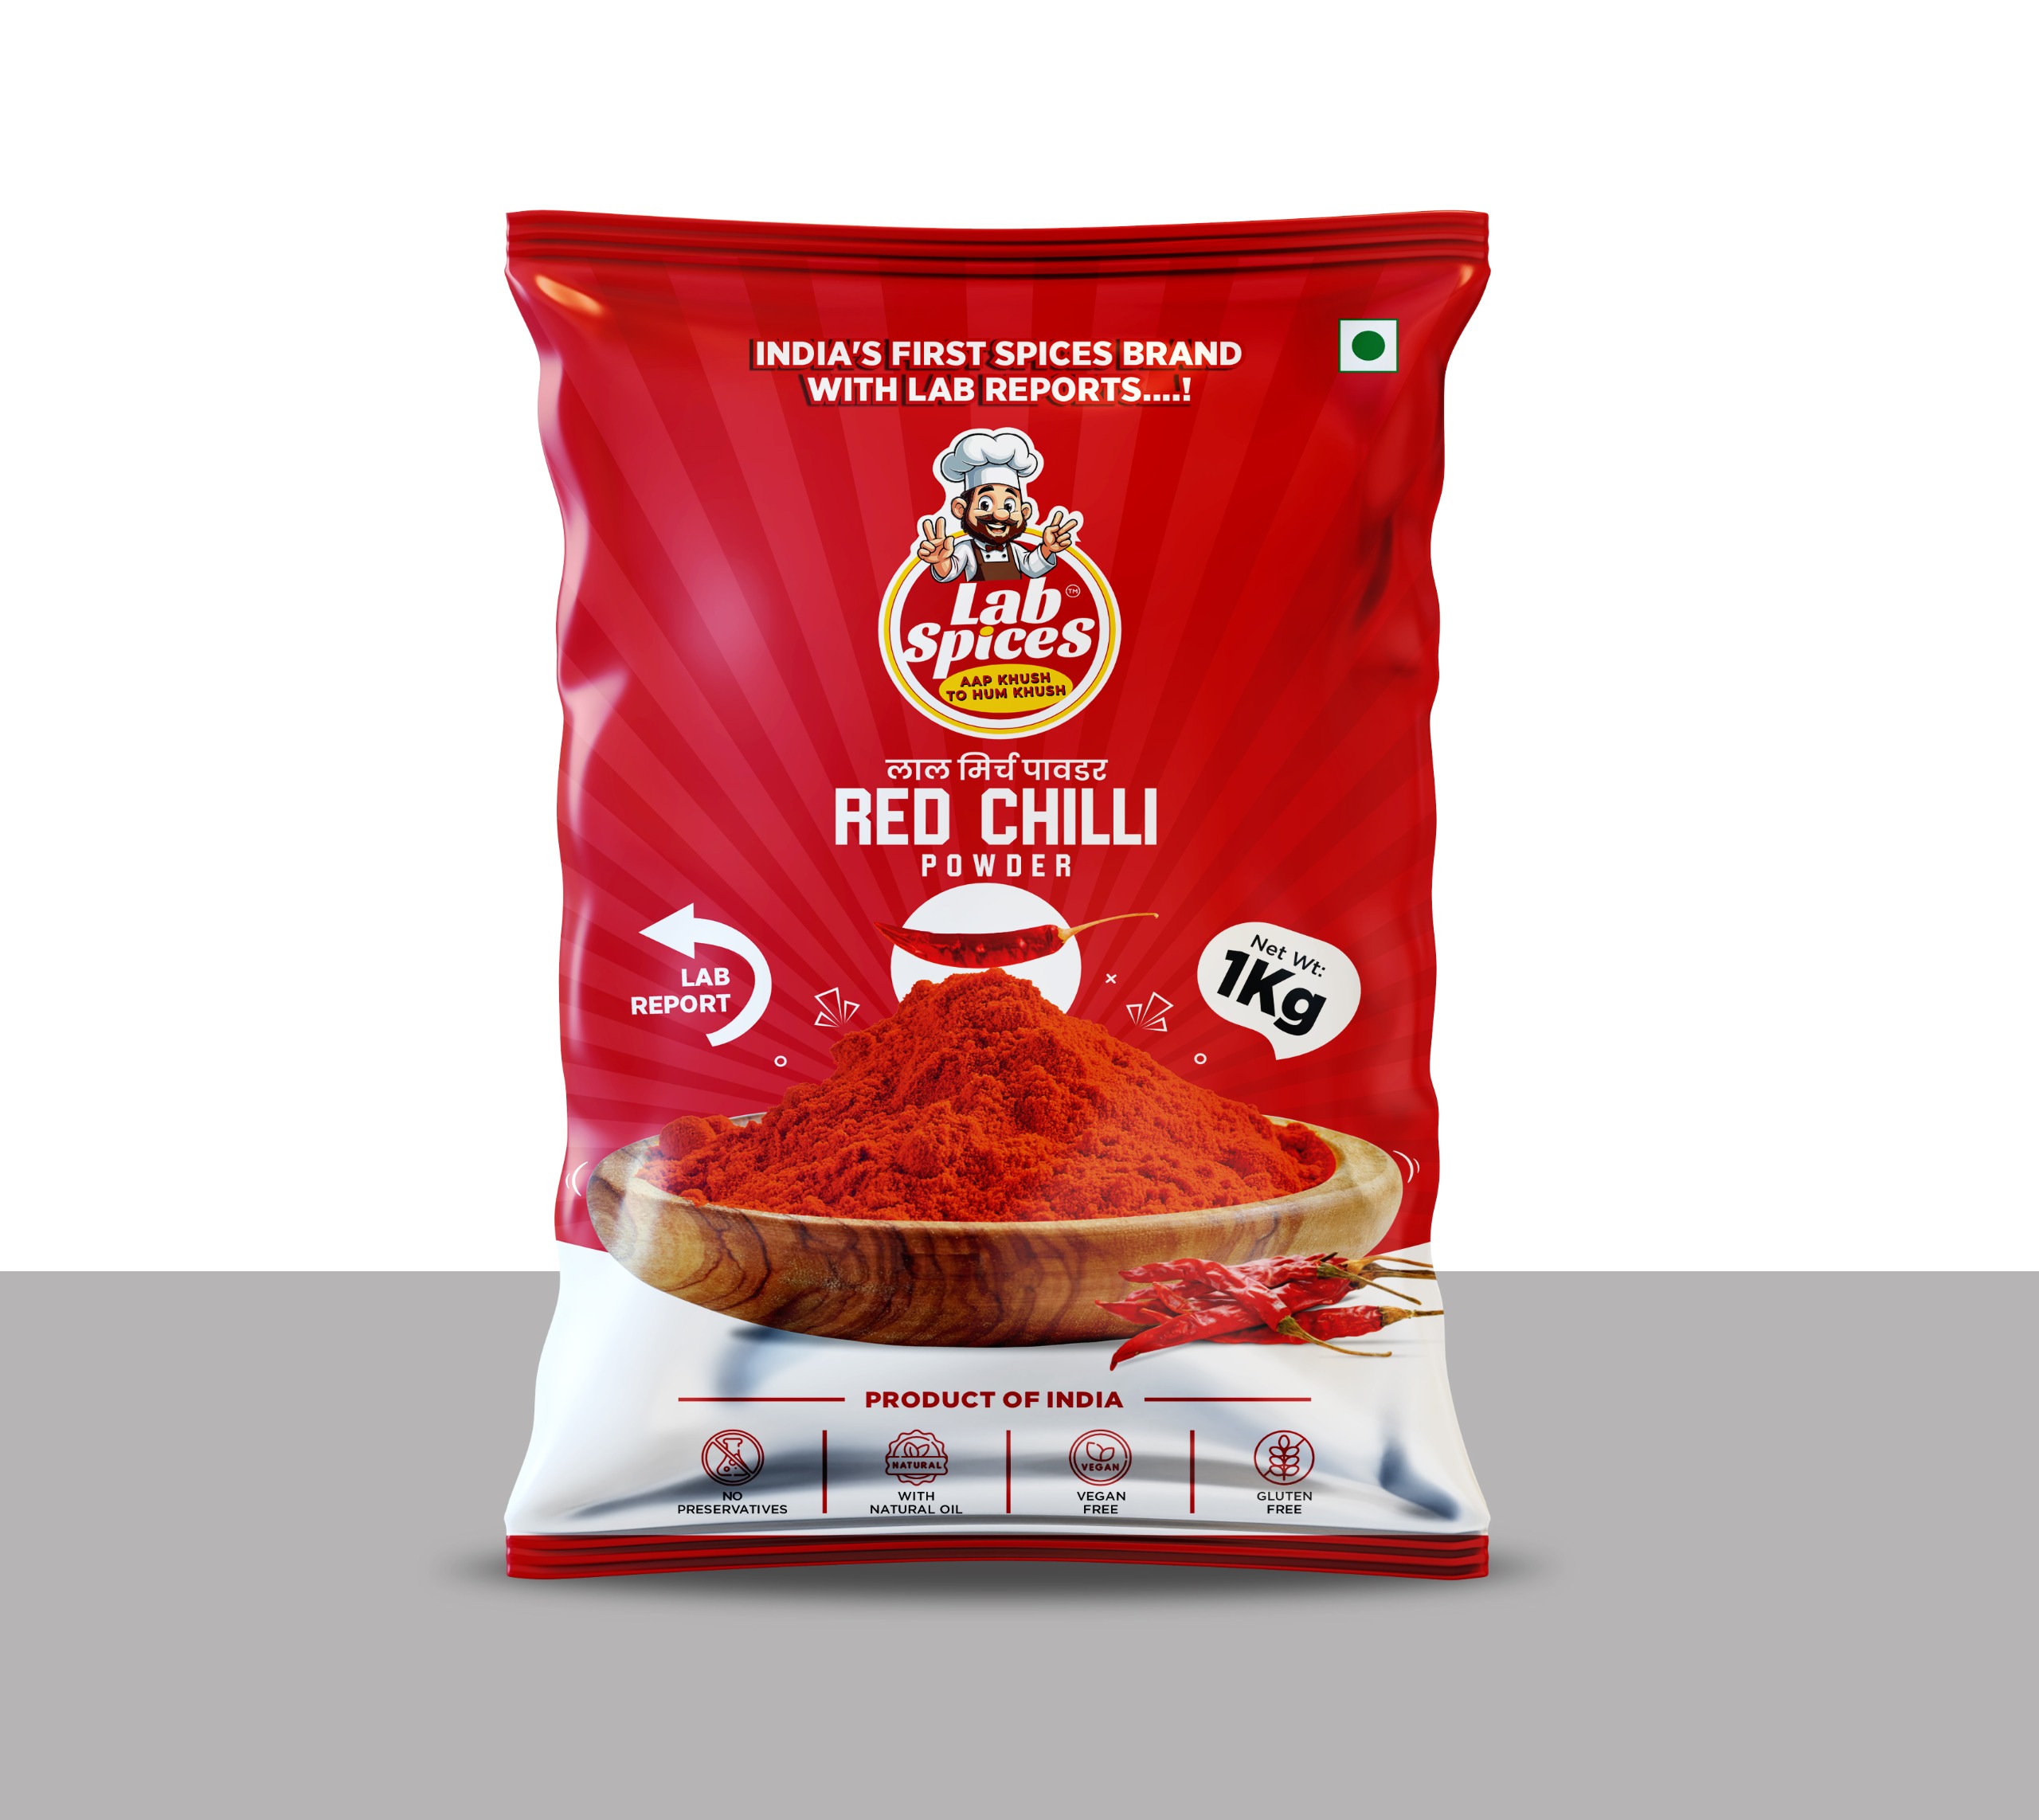 INDIA'S FIRST SPICES BRAND
WITH LAB REPORTS....!
Lab TM
Spices
AAP KHUSH
TO HUM KHUSH
लाल मिर्च पावडर
RED CHILLI
POWDER
LAB
REPORT
Net Wt:
1Kg
PRODUCT OF INDIA
NO
PRESERVATIVES
NATURAL
WITH
NATURAL OIL
VEGAN
VEGAN
FREE
GLUTEN
FREE